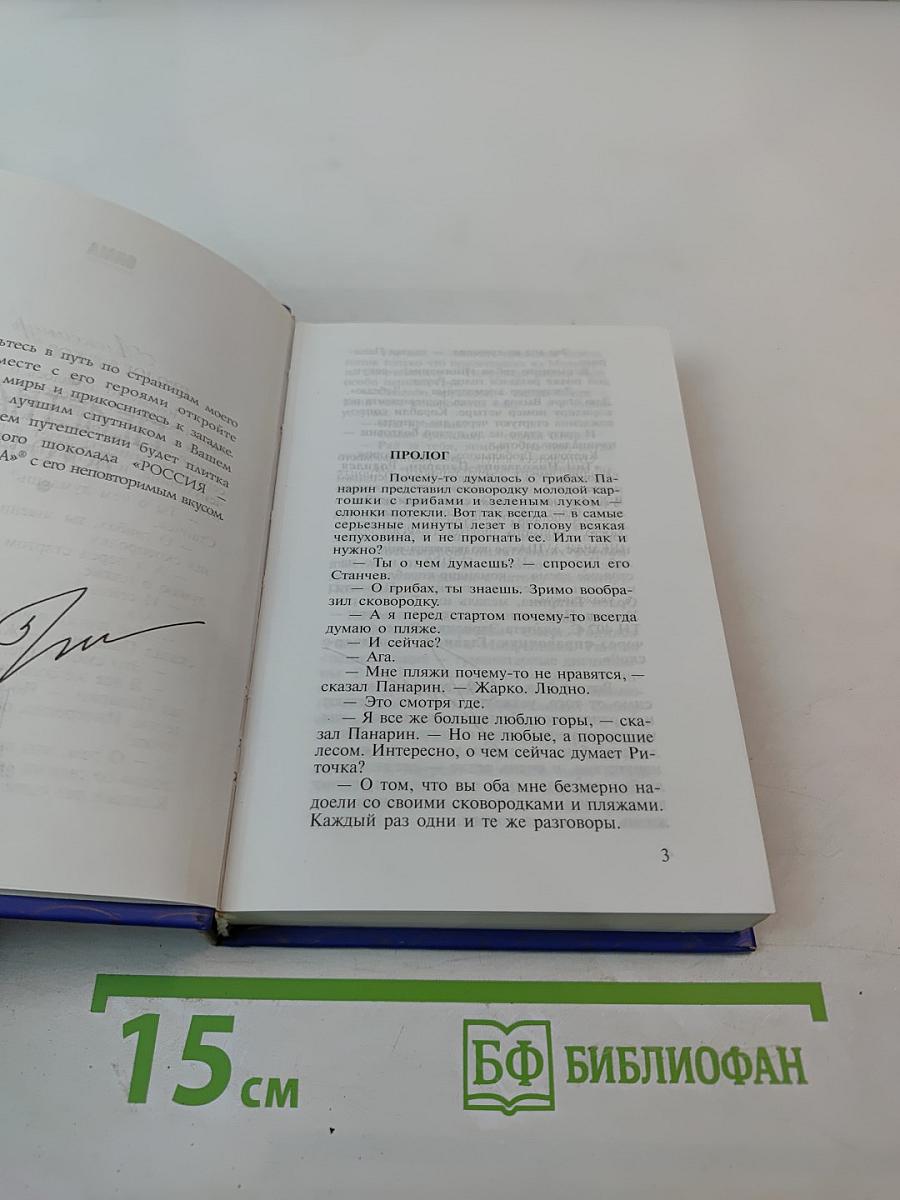 ьтесь в путь по страницам моего
месте с его героями откройте
миры и прикоснитесь к загадке.
лучшим спутником в Вашем
ем путешествии будет плитка
кого шоколада «РОССИЯ –
А»® с его неповторимым вкусом.
ПРОЛОГ
Почему-то думалось о грибах. Па-
нарин представил сковородку молодой кар-
тошки с грибами и зеленым луком —
слюнки потекли. Вот так всегда — в самые
серьезные минуты лезет в голову всякая
чепуховина, и не прогнать ее. Или так и
нужно?
— Ты о чем думаешь? — спросил его
Станчев.
— О грибах, ты знаешь. Зримо вообра-
зил сковородку.
— А я перед стартом почему-то всегда
думаю о пляже.
— И сейчас?
— Ага.
— Мне пляжи почему-то не нравятся, —
сказал Панарин. — Жарко. Людно.
— Это смотря где.
— Я все же больше люблю горы, — ска-
зал Панарин. — Но не любые, а поросшие
лесом. Интересно, о чем сейчас думает Ри-
точка?
— О том, что вы оба мне безмерно на-
доели со своими сковородками и пляжами.
Каждый раз одни и те же разговоры.
3
15 см
БФ БИБЛИОФАН